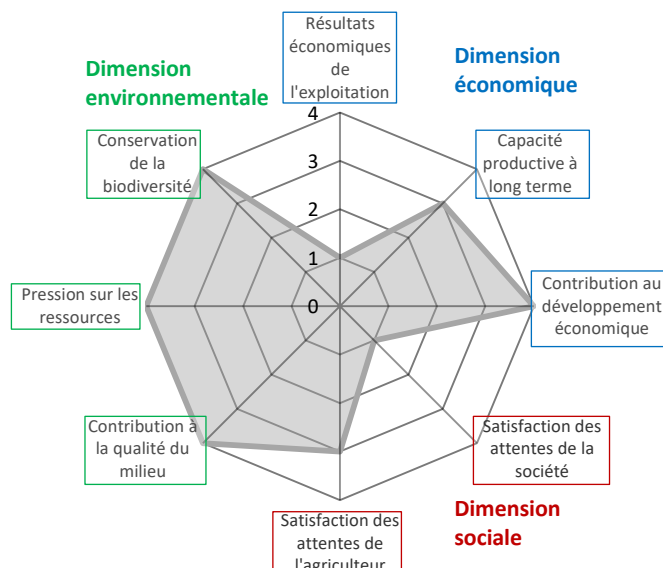 Résultats
économiques
de
l'exploitation
Dimension
environnementale
Dimension
économique
Conservation
de la
biodiversité
Capacité
productive à
long terme
4
3
2
1
0
Pression sur les
ressources
Contribution au
développement
économique
Contribution à
la qualité du
milieu
Satisfaction des
attentes de la
société
Satisfaction des
attentes de
l'agriculteur
Dimension
sociale